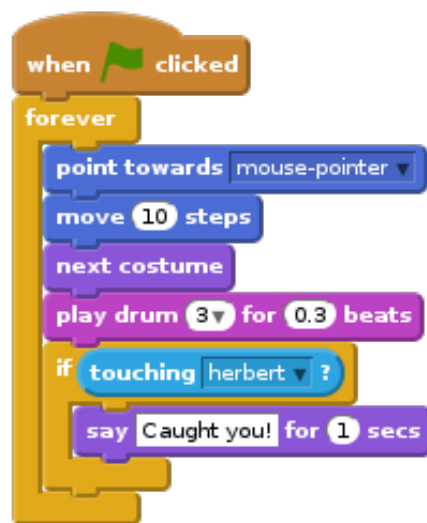 when clicked
forever
point towards mouse-pointer
move 10 steps
next costume
play drum 3 for 0.3 beats
if touching herbert ?
say Caught you! for 1 secs